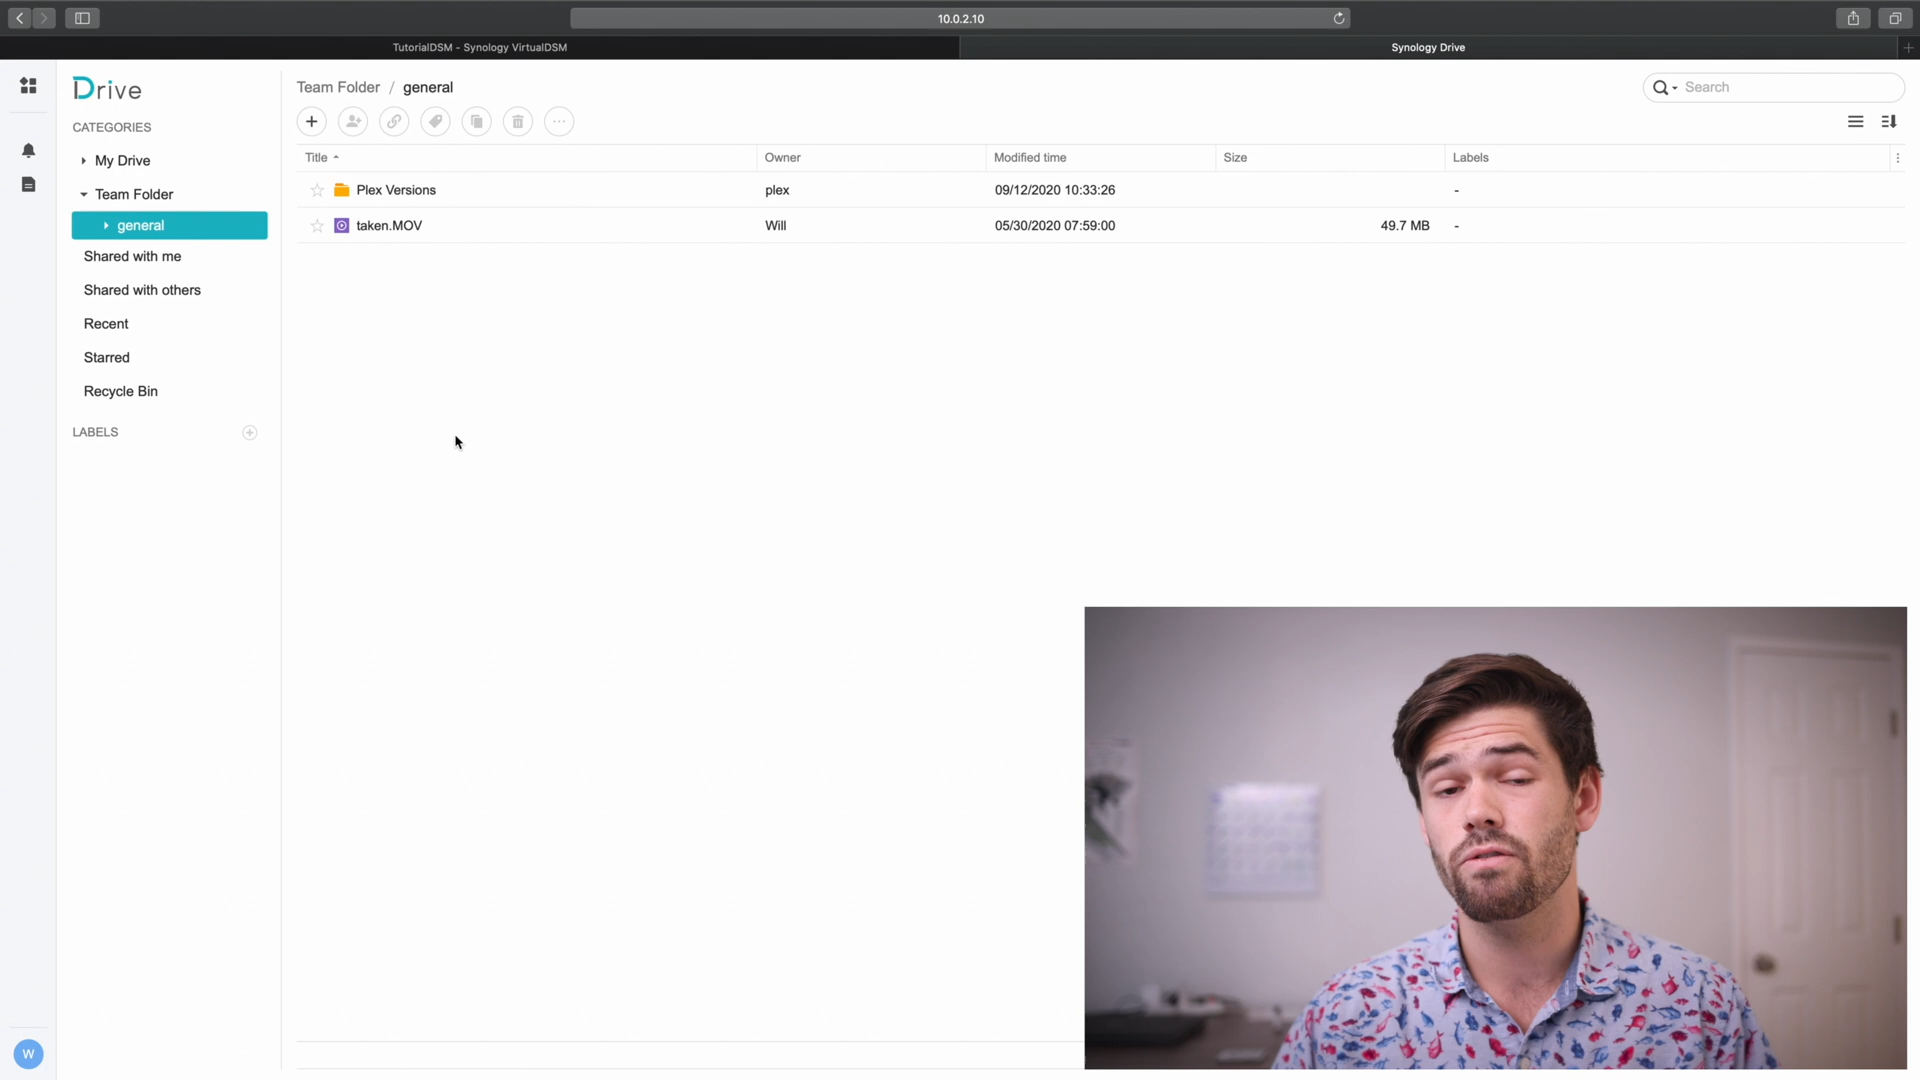 10.0.2.10
TutorialDSM - Synology VirtualDSM
Synology Drive
Drive
Team Folder / general
Search
CATEGORIES
My Drive
Team Folder
general
Shared with me
Shared with others
Recent
Starred
Recycle Bin
LABELS
Title Owner Modified time Size Labels
Plex Versions plex 09/12/2020 10:33:26 -
taken.MOV Will 05/30/2020 07:59:00 49.7 MB -
W